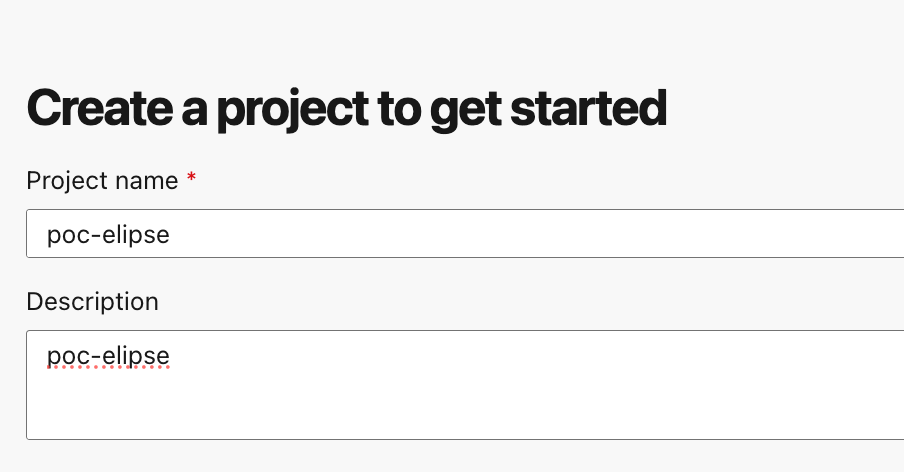 Create a project to get started
Project name *
poc-elipse
Description
poc-elipse